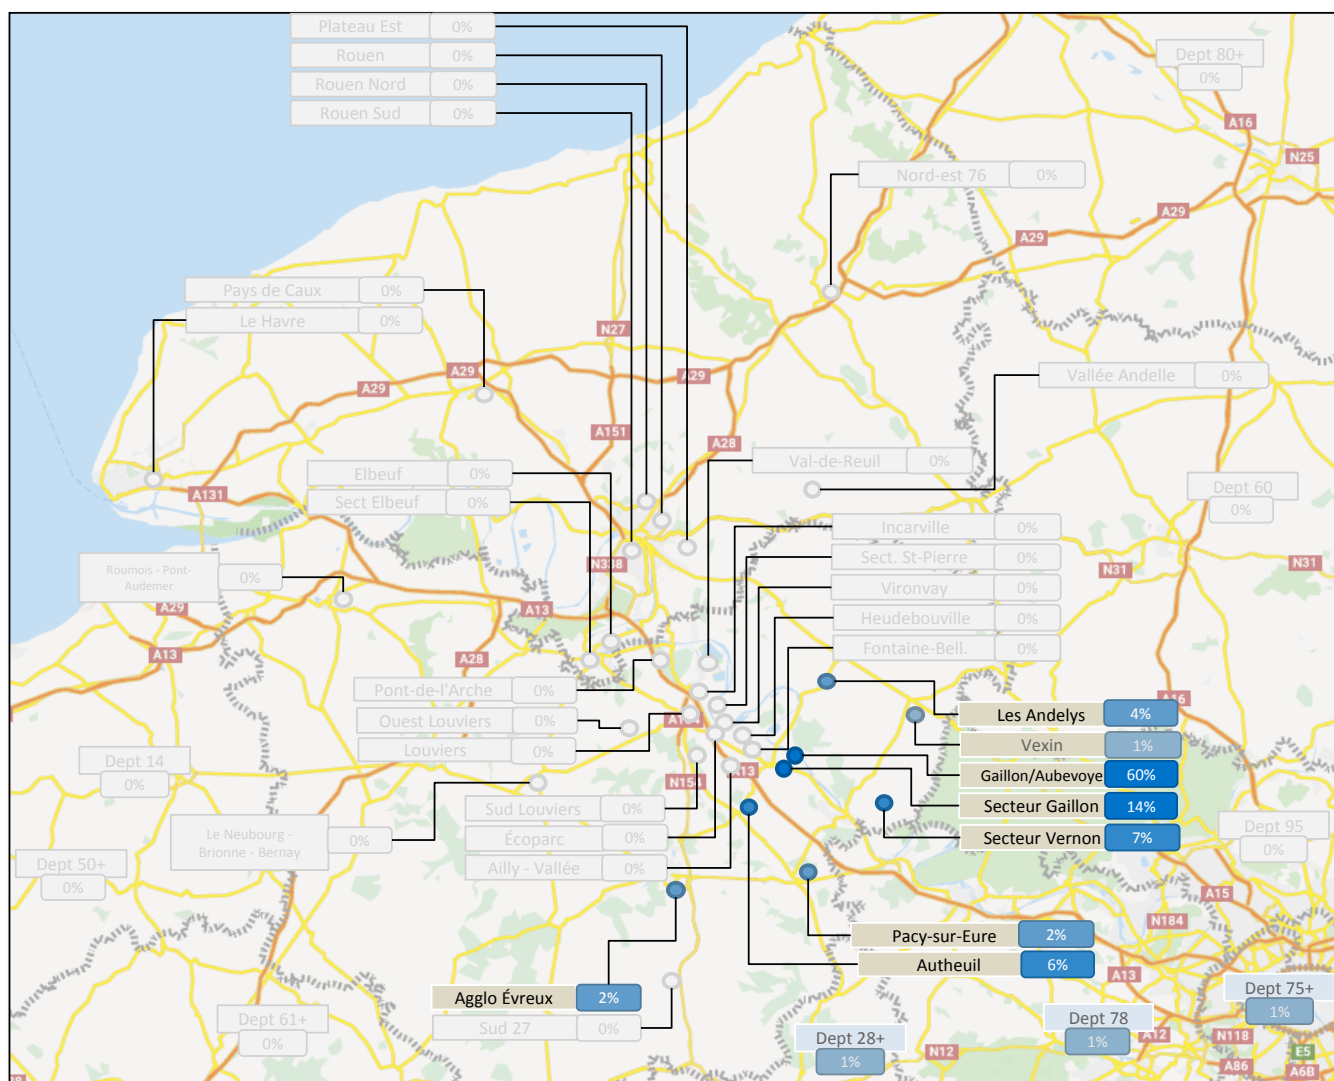 Plateau Est 0%
Rouen 0%
Rouen Nord 0%
Rouen Sud 0%
Dept 80+
0%
A16
N25
Nord-est 76 0%
A29
A29
Pays de Caux 0%
Le Havre 0%
N27
A29
A29
A29
Vallée Andelle 0%
A151
A28
Elbeuf 0%
Val-de-Reuil 0%
Sect Elbeuf 0%
A131
Dept 60
0%
Incarville 0%
Sect. St-Pierre 0%
N338
N31
N31
Roumois - Pont-
Audemer 0%
Vironvay 0%
A29
A13
Heudebouville 0%
Fontaine-Bell. 0%
A13
A28
Pont-de-l'Arche 0%
A16
Ouest Louviers 0%
Les Andelys 4%
Louviers 0%
Vexin 1%
Dept 14
0%
N154
A13
Gaillon/Aubevoye 60%
Sud Louviers 0%
Secteur Gaillon 14%
Le Neubourg -
Brionne - Bernay 0%
Écoparc 0%
Secteur Vernon 7%
Dept 95
0%
Ailly - Vallée 0%
Dept 50+
0%
A15
N184
Pacy-sur-Eure 2%
Autheuil 6%
A13
Agglo Évreux 2%
Dept 75+
1%
Dept 61+
0%
Sud 27 0%
Dept 78
1%
Dept 28+
1%
A12
N118
N12
E5
A86
A6B